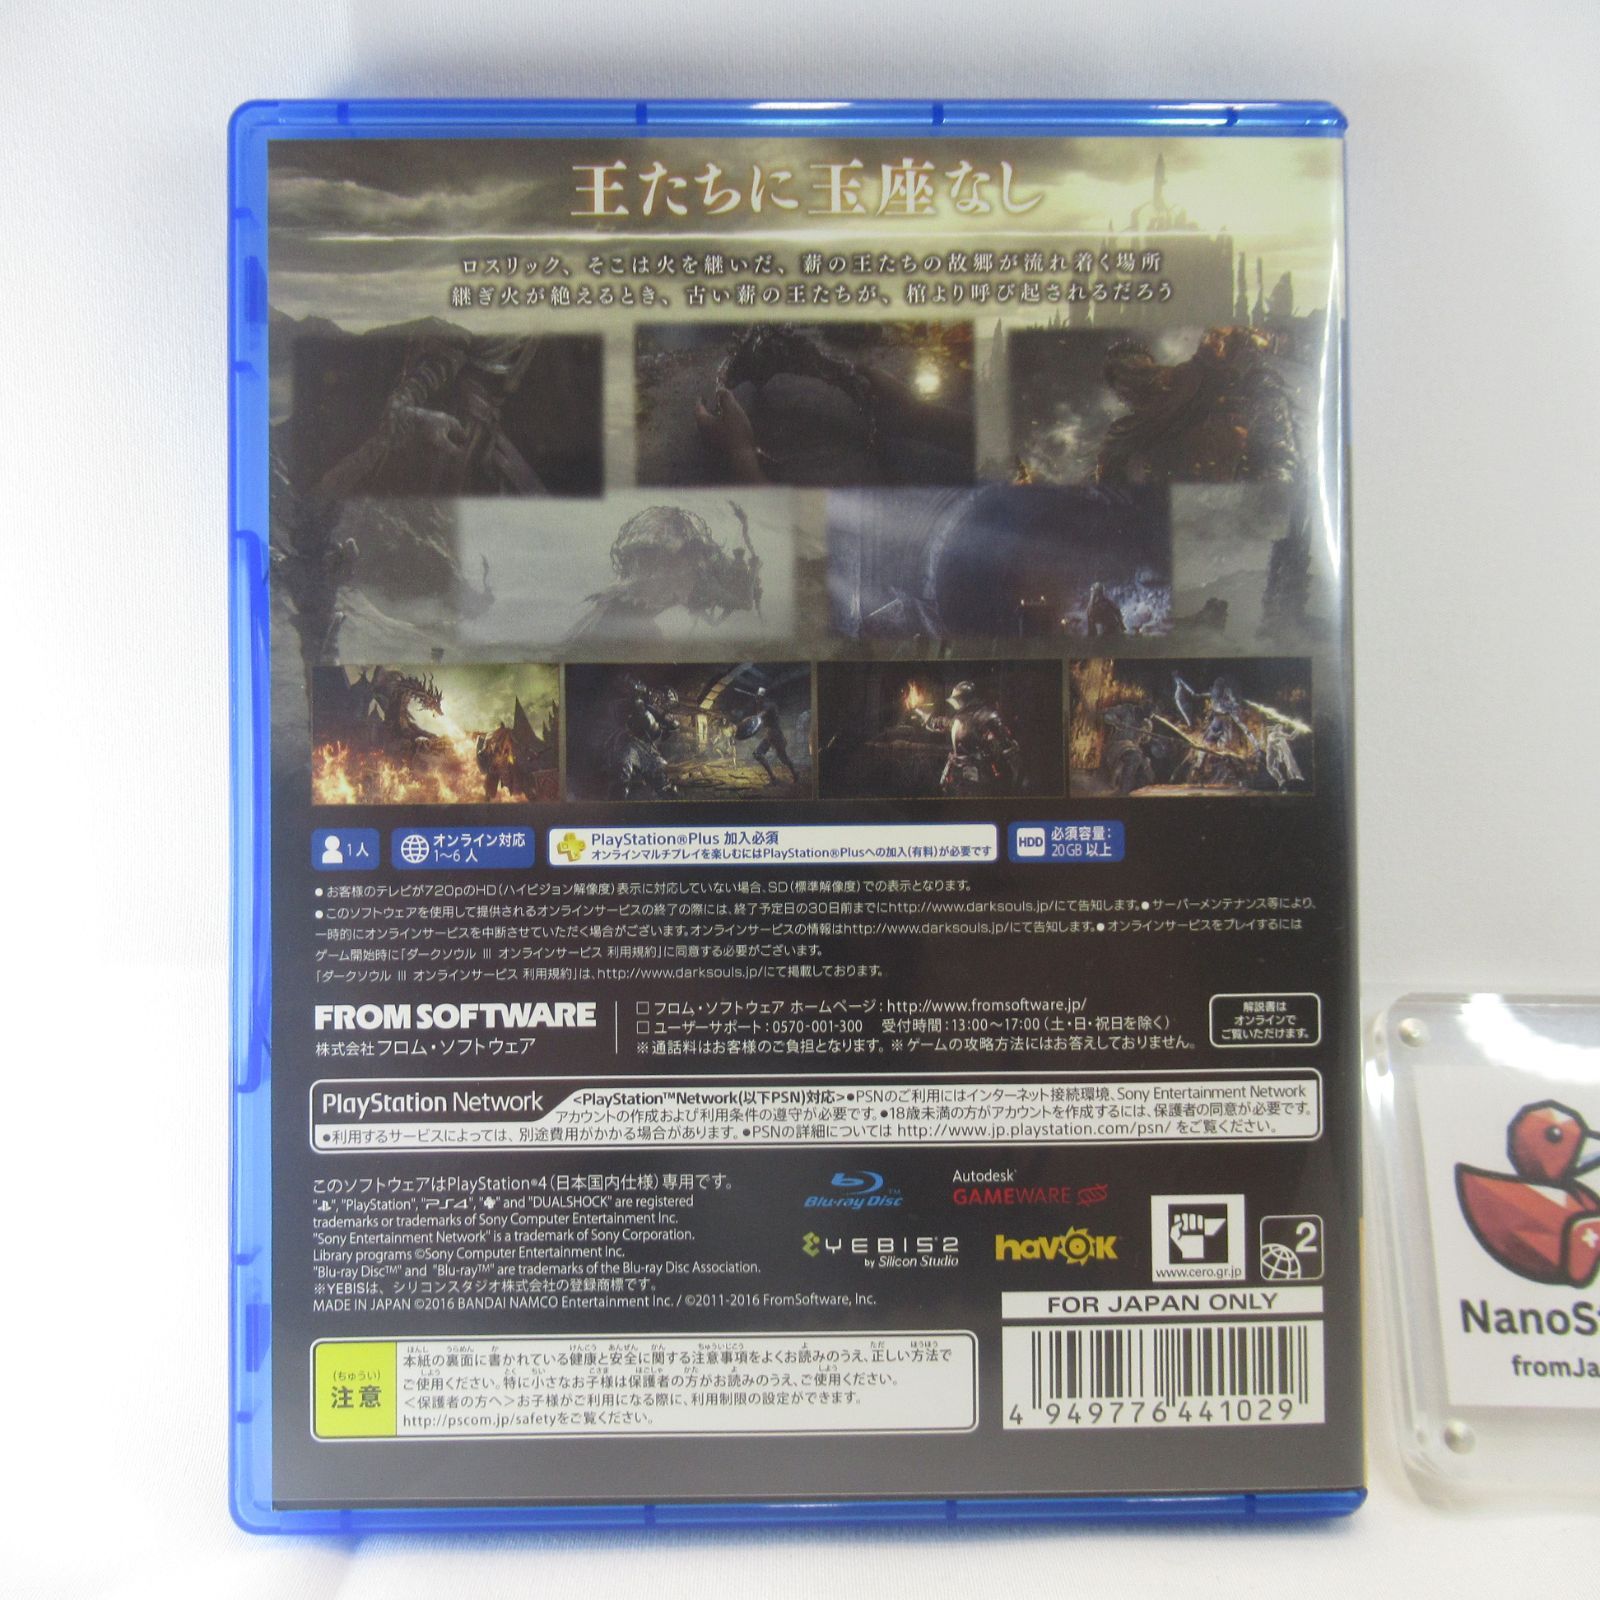 王たちに玉座なし
ロスリック、そこは火を継いだ、薪の王たちの故郷が流れ着く場所
継ぎ火が絶えるとき、古い薪の王たちが、棺より呼び起されるだろう
1人
オンライン対応
1〜6人
PlayStation®Plus 加入必須
オンラインマルチプレイを楽しむにはPlayStation®Plusへの加入(有料)が必要です
HDD
必須容量：
20GB 以上
●お客様のテレビが720pのHD(ハイビジョン解像度)表示に対応していない場合、SD(標準解像度)での表示となります。
●このソフトウェアを使用して提供されるオンラインサービスの終了の際には、終了予定日の30日前までにhttp://www.darksouls.jp/にて告知します。●サーバーメンテナンス等により、
一時的にオンラインサービスを中断させていただく場合がございます。オンラインサービスの情報はhttp://www.darksouls.jp/にて告知します。●オンラインサービスをプレイするには
ゲーム開始時に「ダークソウル III オンラインサービス 利用規約」に同意する必要がございます。
「ダークソウル III オンラインサービス 利用規約」は、http://www.darksouls.jp/にて掲載しております。
FROM SOFTWARE
株式会社フロム・ソフトウェア
□フロム・ソフトウェア ホームページ：http://www.fromsoftware.jp/
□ユーザーサポート：0570-001-300 受付時間：13:00〜17:00(土・日・祝日を除く)
※通話料はお客様のご負担となります。※ゲームの攻略方法にはお答えしておりません。
解説書は
オンラインで
ご覧いただけます。
PlayStation Network
<PlayStation™Network(以下PSN)対応>●PSNのご利用にはインターネット接続環境、Sony Entertainment Network
アカウントの作成および利用条件の遵守が必要です。●18歳未満の方がアカウントを作成するには、保護者の同意が必要です。
●利用するサービスによっては、別途費用がかかる場合があります。●PSNの詳細については http://www.jp.playstation.com/psn/ をご覧ください。
このソフトウェアはPlayStation®4(日本国内仕様)専用です。
"PS", "PlayStation", "PS4", "" and "DUALSHOCK" are registered
trademarks or trademarks of Sony Computer Entertainment Inc.
"Sony Entertainment Network" is a trademark of Sony Corporation.
Library programs ©Sony Computer Entertainment Inc.
"Blu-ray Disc™" and "Blu-ray™" are trademarks of the Blu-ray Disc Association.
※YEBISは、シリコンスタジオ株式会社の登録商標です。
MADE IN JAPAN ©2016 BANDAI NAMCO Entertainment Inc. / ©2011-2016 FromSoftware, Inc.
Blu-ray Disc™
Autodesk®
GAMEWARE
YEBIS®2
by Silicon Studio
havok
www.cero.gr.jp
2
FOR JAPAN ONLY
4 949776 441029
(ちゅうい)
注意
本紙の裏面に書かれている健康と安全に関する注意事項をよくお読みのうえ、正しい方法で
ご使用ください。特に小さなお子様は保護者の方がお読みのうえ、ご使用ください。
<保護者の方へ>お子様がご利用になる際に、利用制限の設定ができます。
http://pscom.jp/safetyをご覧ください。
NanoSt
fromJa